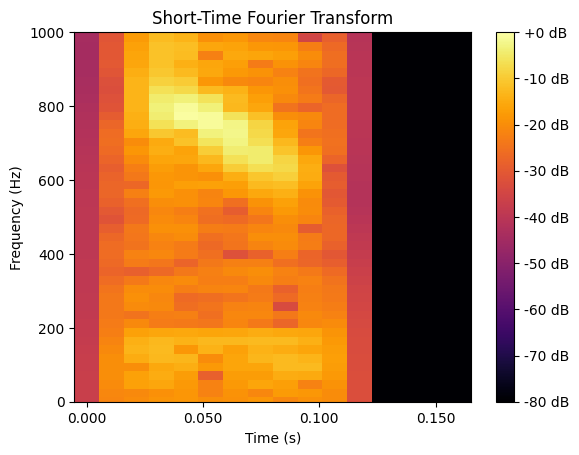 Short-Time Fourier Transform
1000
800
600
400
200
0
Frequency (Hz)
0.000
0.050
0.100
0.150
Time (s)
+0 dB
-10 dB
-20 dB
-30 dB
-40 dB
-50 dB
-60 dB
-70 dB
-80 dB